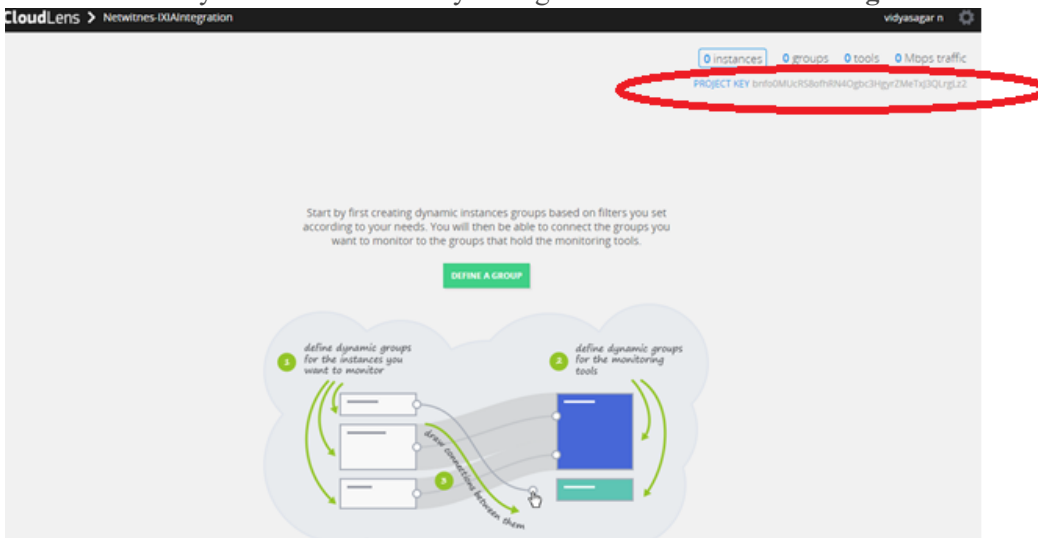 CloudLens > Netwitnes-IXIAIntegration vidyasagar n
0 instances 0 groups 0 tools 0 Mbps traffic
PROJECT KEY
Start by first creating dynamic instances groups based on filters you set
according to your needs. You will then be able to connect the groups you
want to monitor to the groups that hold the monitoring tools.
DEFINE A GROUP
1 define dynamic groups
for the instances you
want to monitor
2 define dynamic groups
for the monitoring
tools
3 draw connections between them